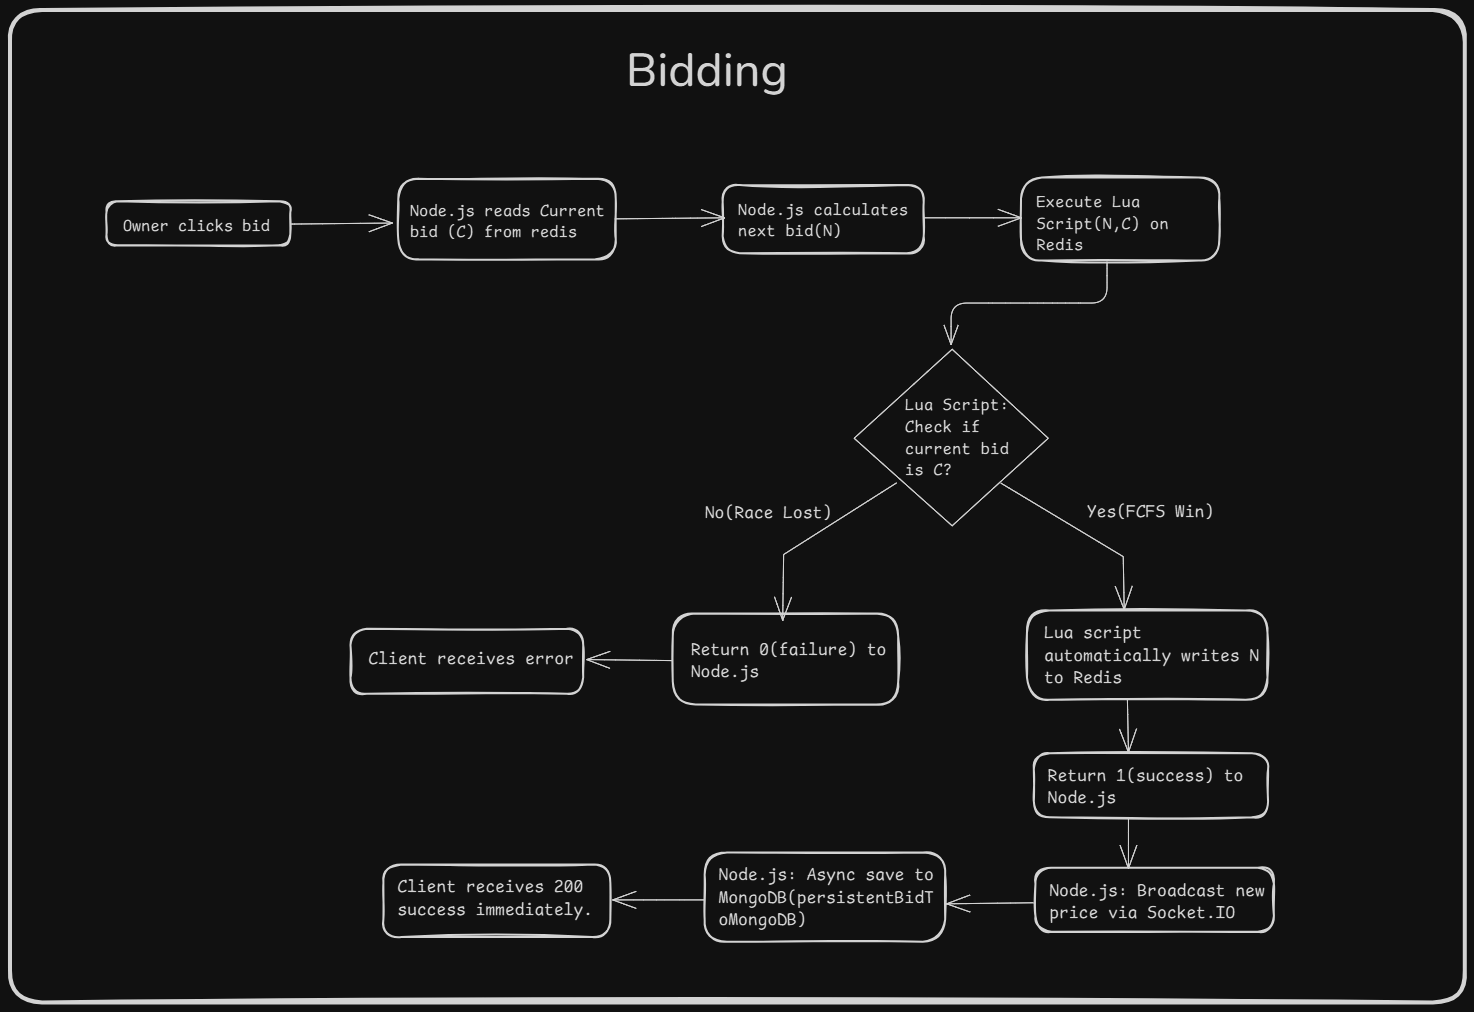 Bidding
Owner clicks bid
Node.js reads Current
bid (C) from redis
Node.js calculates
next bid(N)
Execute Lua
Script(N,C) on
Redis
Lua Script:
Check if
current bid
is C?
No(Race Lost)
Yes(FCFS Win)
Client receives error
Return 0(failure) to
Node.js
Lua script
automatically writes N
to Redis
Return 1(success) to
Node.js
Client receives 200
success immediately.
Node.js: Async save to
MongoDB(persistentBidT
oMongoDB)
Node.js: Broadcast new
price via Socket.IO